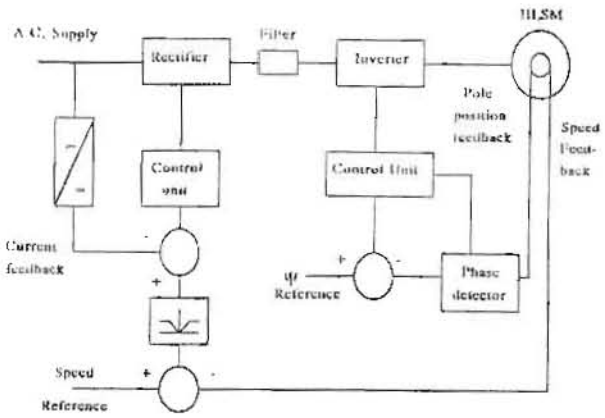 HLSM
A.C. Supply
Rectifier
Filter
Inverter
Pole
position
feedback
Speed
Feed-
back
Control
unit
Control Unit
Current
feedback
-
+
+
-
ψ
Reference
Phase
detector
Speed
+
-
Reference